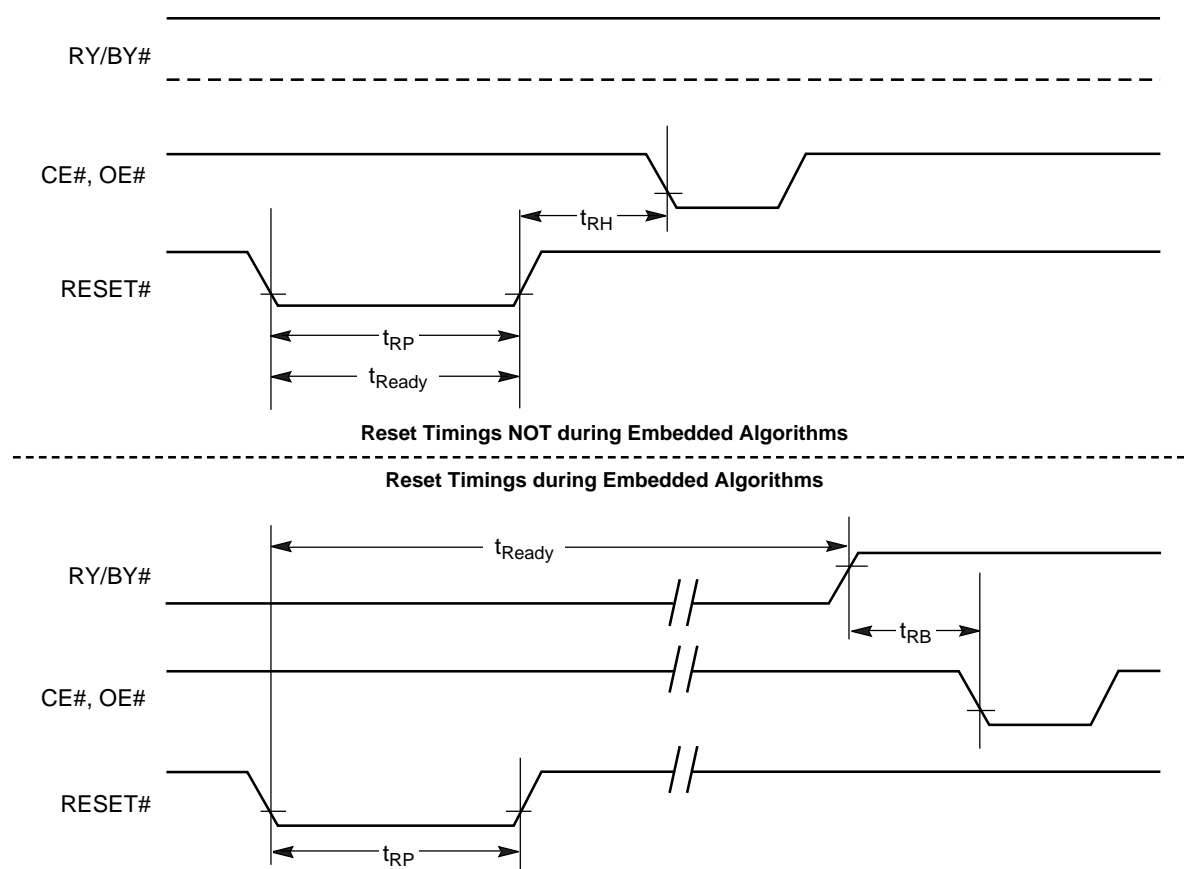 RY/BY#
CE#, OE#
tRH
RESET#
tRP
tReady
Reset Timings NOT during Embedded Algorithms
Reset Timings during Embedded Algorithms
tReady
RY/BY#
tRB
CE#, OE#
RESET#
tRP